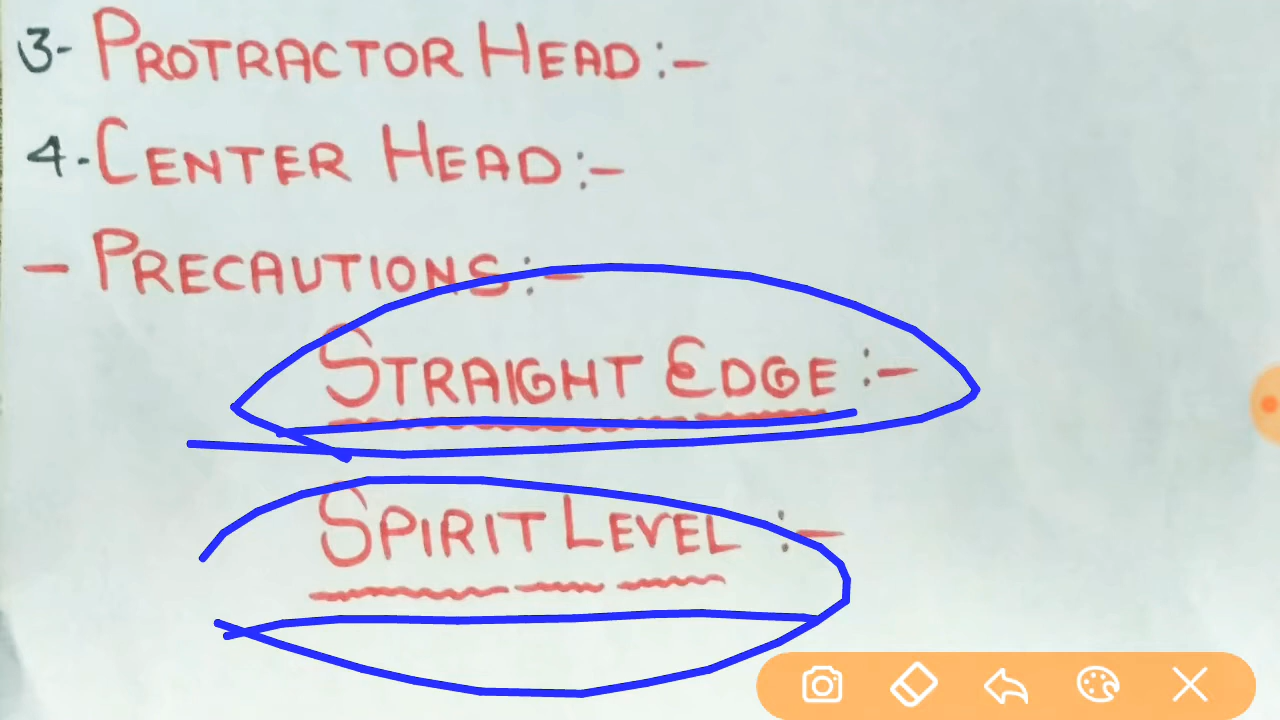 3- PROTRACTOR HEAD :-
4- CENTER HEAD :-
- PRECAUTIONS :-
STRAIGHT EDGE :-
SPIRIT LEVEL :-